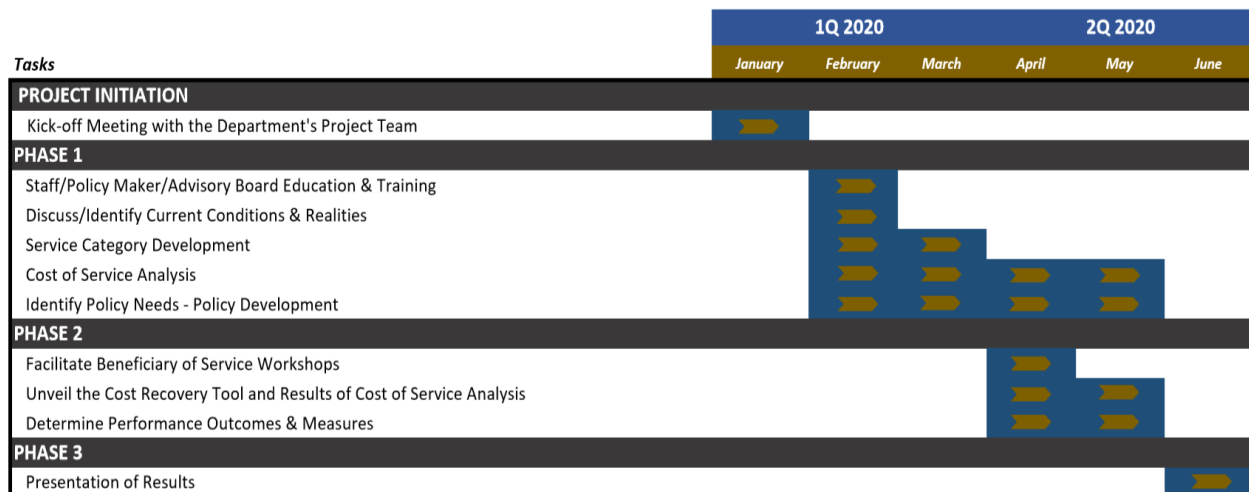 1Q 2020 2Q 2020
Tasks January February March April May June
PROJECT INITIATION
Kick-off Meeting with the Department's Project Team
PHASE 1
Staff/Policy Maker/Advisory Board Education & Training
Discuss/Identify Current Conditions & Realities
Service Category Development
Cost of Service Analysis
Identify Policy Needs - Policy Development
PHASE 2
Facilitate Beneficiary of Service Workshops
Unveil the Cost Recovery Tool and Results of Cost of Service Analysis
Determine Performance Outcomes & Measures
PHASE 3
Presentation of Results